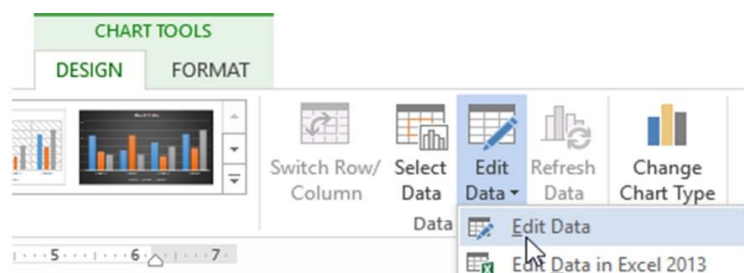 CHART TOOLS
DESIGN FORMAT
Switch Row/ Select Edit Refresh Change
Column Data Data Data Chart Type
Data
Edit Data
Edit Data in Excel 2013
5 6 7